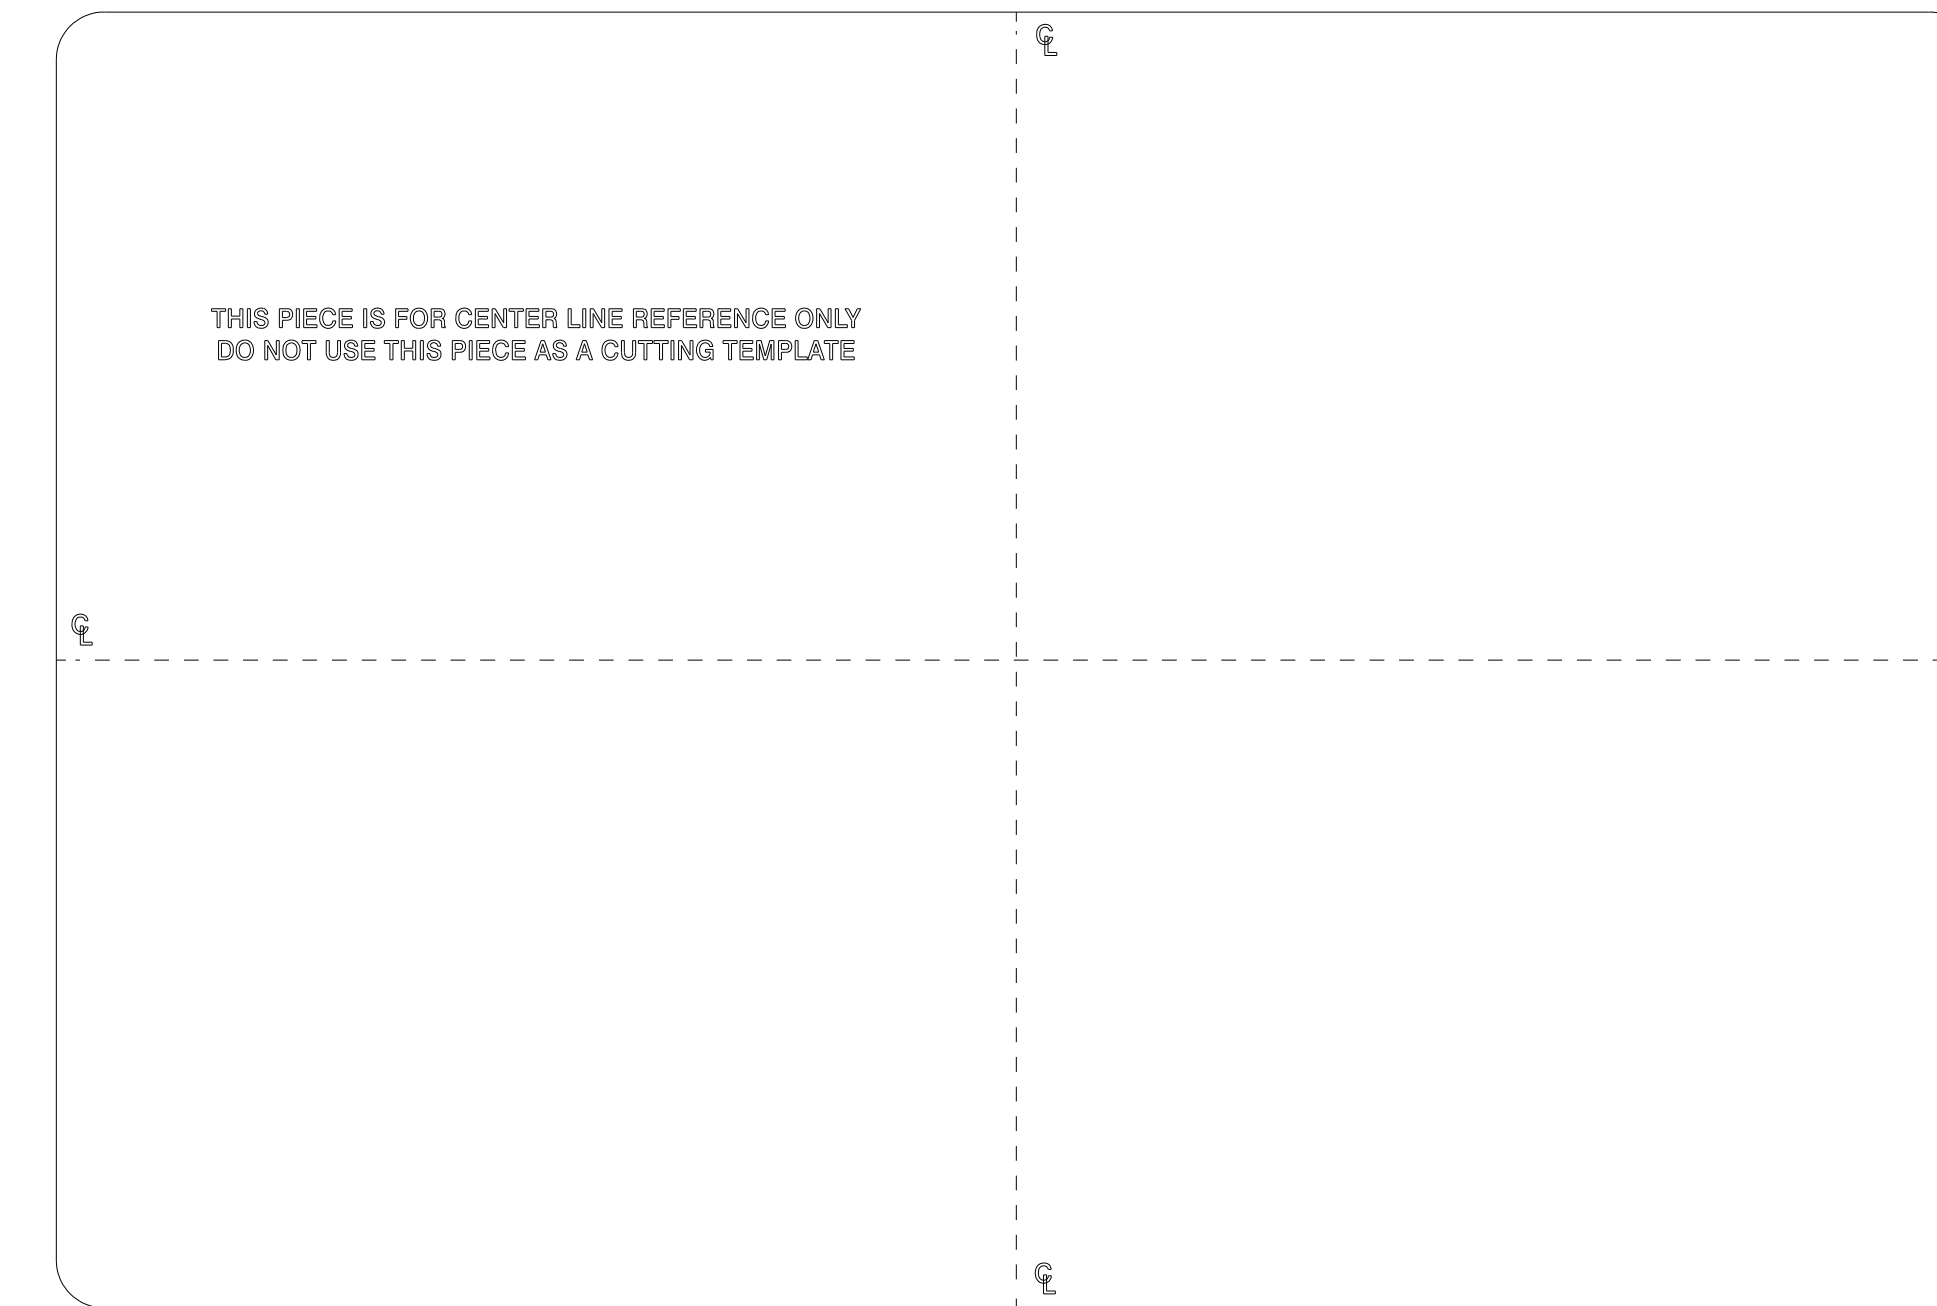 ℄
THIS PIECE IS FOR CENTER LINE REFERENCE ONLY
DO NOT USE THIS PIECE AS A CUTTING TEMPLATE
℄
℄